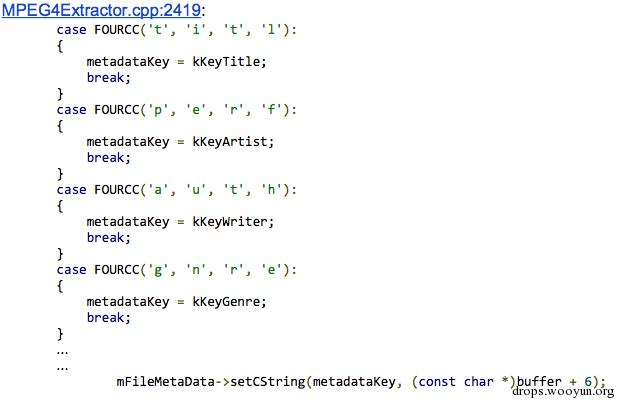 MPEG4Extractor.cpp:2419:
case FOURCC('t', 'i', 't', 'l'):
{
metadataKey = kKeyTitle;
break;
}
case FOURCC('p', 'e', 'r', 'f'):
{
metadataKey = kKeyArtist;
break;
}
case FOURCC('a', 'u', 't', 'h'):
{
metadataKey = kKeyWriter;
break;
}
case FOURCC('g', 'n', 'r', 'e'):
{
metadataKey = kKeyGenre;
break;
}
...
...
mFileMetaData->setCString(metadataKey, (const char *)buffer + 6);
drops.wooyun.org